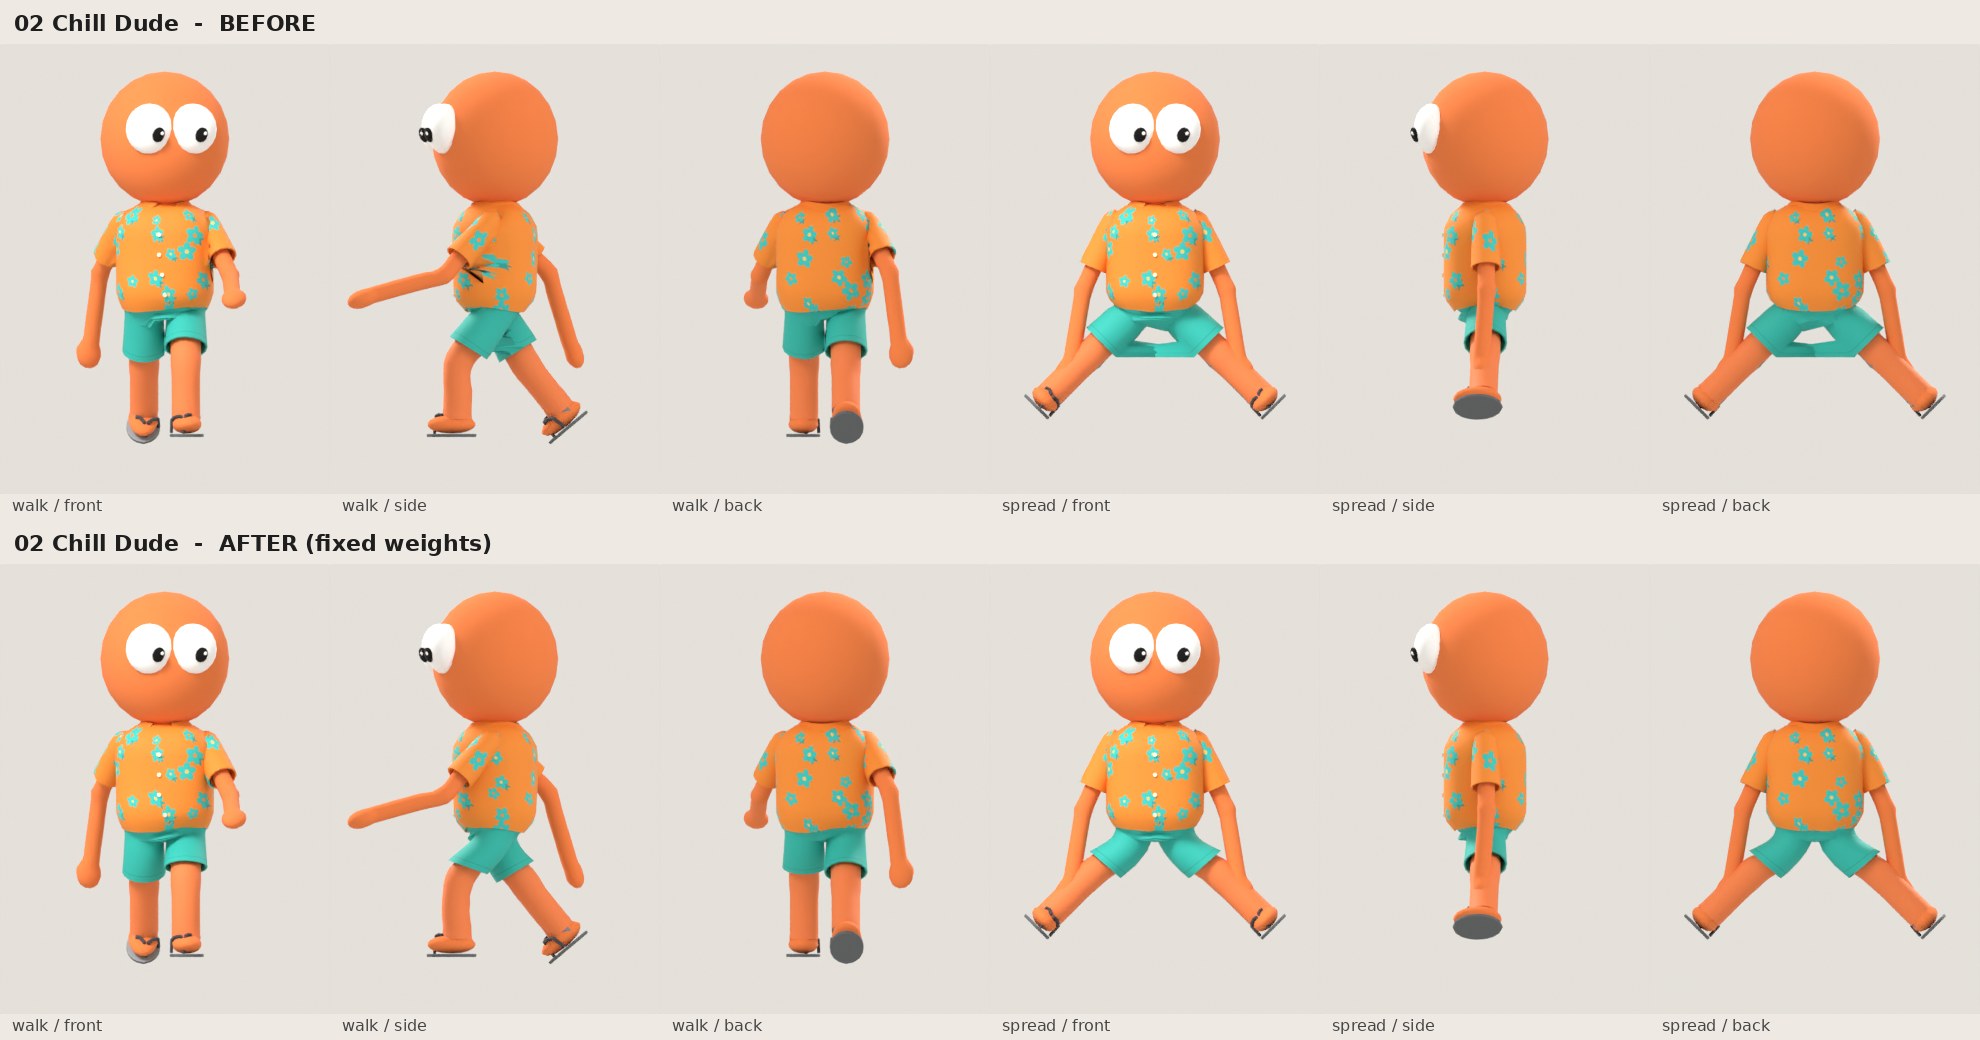 02 Chill Dude  -  BEFORE
walk / front
walk / side
walk / back
spread / front
spread / side
spread / back
02 Chill Dude  -  AFTER (fixed weights)
walk / front
walk / side
walk / back
spread / front
spread / side
spread / back